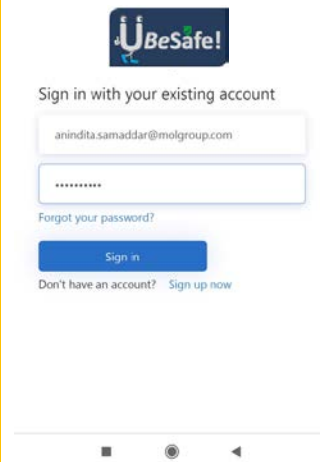 ÜBeSafe!
Sign in with your existing account
anindita.samaddar@molgroup.com
••••••••••
Forgot your password?
Sign in
Don't have an account? Sign up now